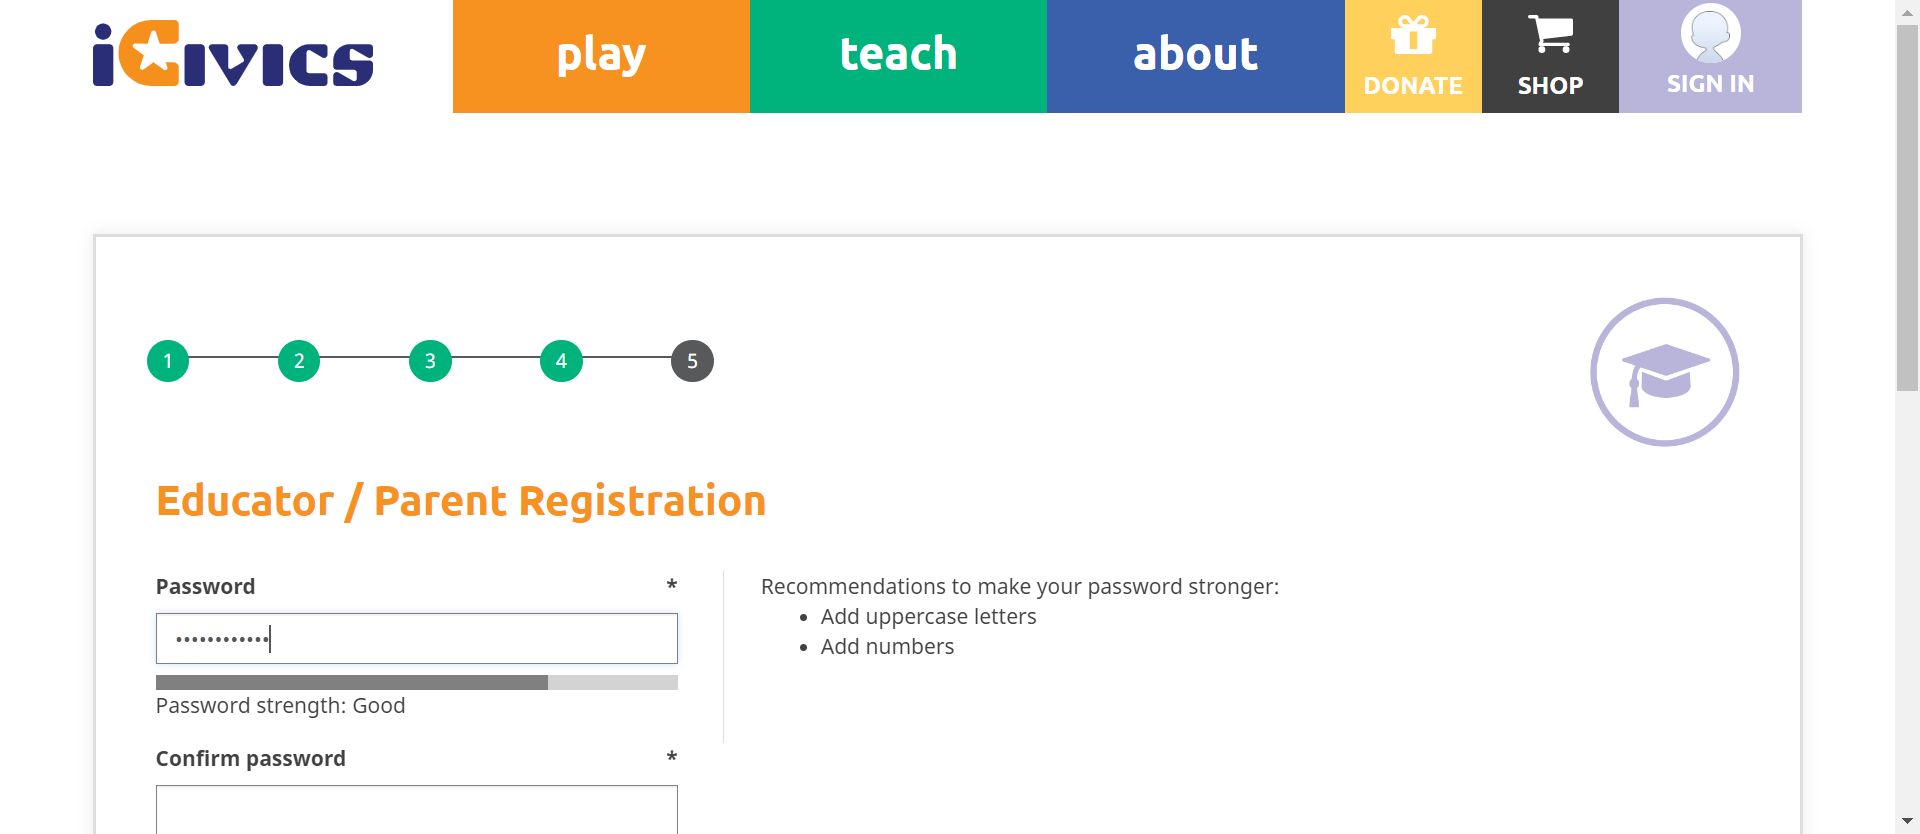 iCivics
play
teach
about
DONATE
SHOP
SIGN IN
1
2
3
4
5
Educator / Parent Registration
Password *
••••••••••••
Password strength: Good
Confirm password *
Recommendations to make your password stronger:
• Add uppercase letters
• Add numbers